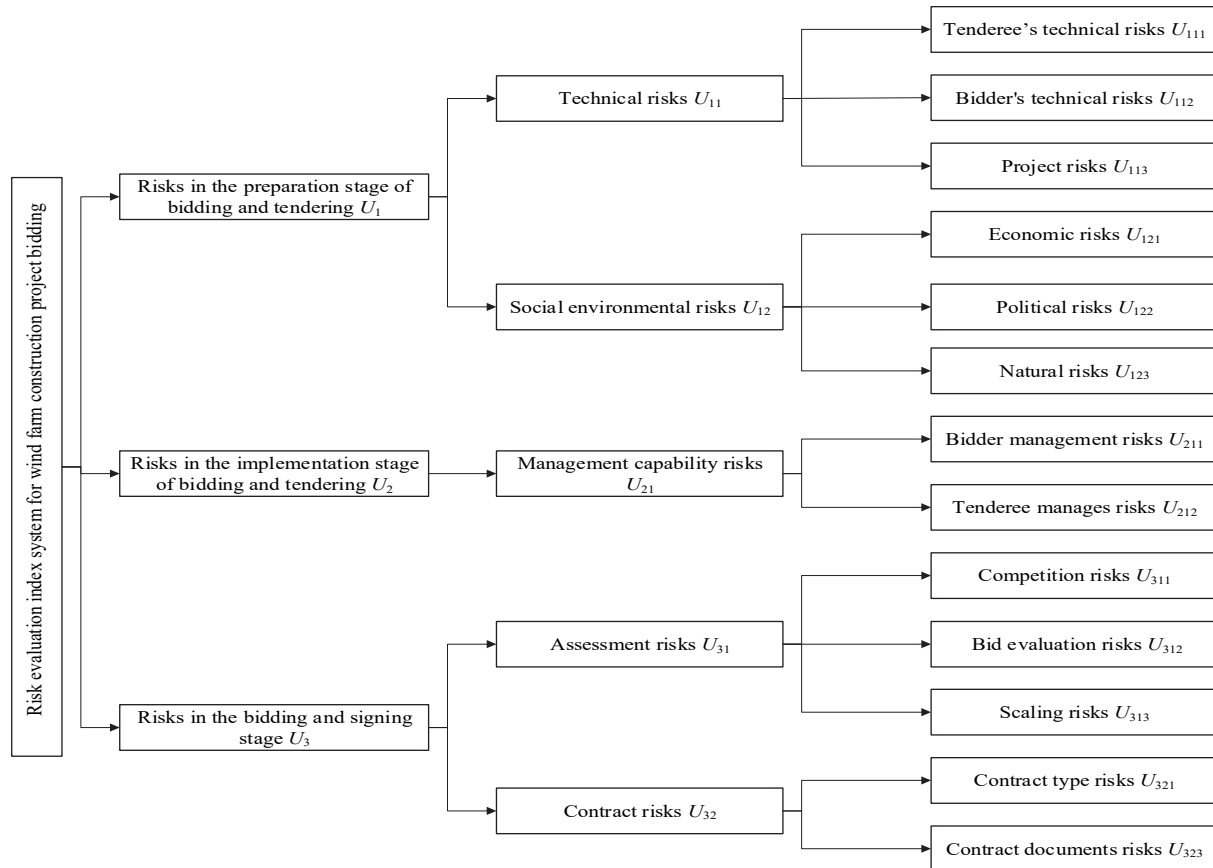 Risk evaluation index system for wind farm construction project bidding
Risks in the preparation stage of
bidding and tendering U₁
Technical risks U₁₁
Tenderee’s technical risks U₁₁₁
Bidder's technical risks U₁₁₂
Project risks U₁₁₃
Social environmental risks U₁₂
Economic risks U₁₂₁
Political risks U₁₂₂
Natural risks U₁₂₃
Risks in the implementation stage
of bidding and tendering U₂
Management capability risks
U₂₁
Bidder management risks U₂₁₁
Tenderee manages risks U₂₁₂
Risks in the bidding and signing
stage U₃
Assessment risks U₃₁
Competition risks U₃₁₁
Bid evaluation risks U₃₁₂
Scaling risks U₃₁₃
Contract risks U₃₂
Contract type risks U₃₂₁
Contract documents risks U₃₂₃